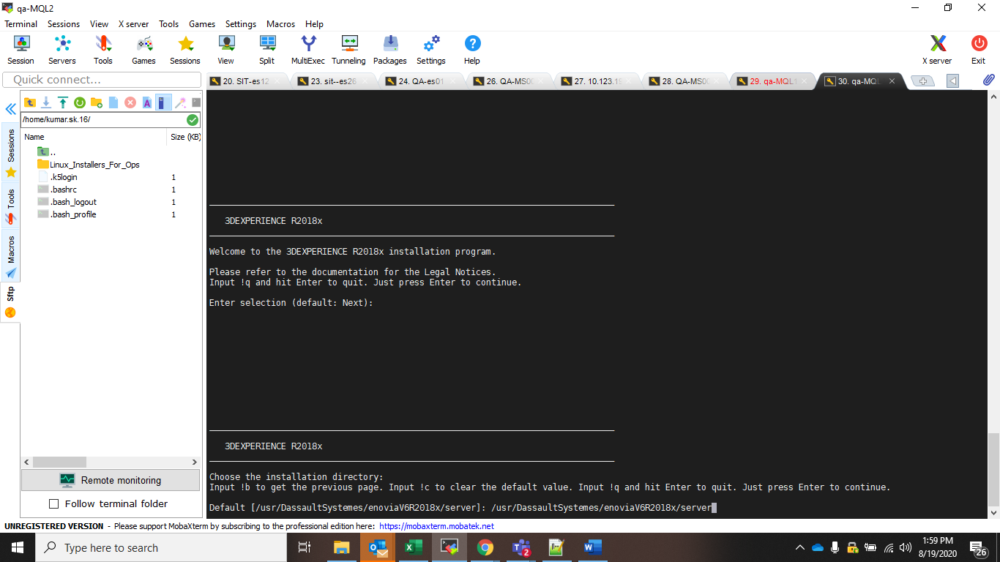 qa-MQL2
Terminal Sessions View X server Tools Games Settings Macros Help
Session Servers Tools Games Sessions View Split MultiExec Tunneling Packages Settings Help X server Exit
Quick connect...
20. SIT-es12 23. sit--es26 24. QA-es01 26. QA-MS00 27. 10.123.19 28. QA-MS00 29. qa-MQL1 30. qa-MQL
/home/kumar.sk.16/
Name Size (KB)
..
Linux_Installers_For_Ops
.k5login 1
.bashrc 1
.bash_logout 1
.bash_profile 1
Sessions
Tools
Macros
Sftp
Remote monitoring
Follow terminal folder
3DEXPERIENCE R2018x
Welcome to the 3DEXPERIENCE R2018x installation program.
Please refer to the documentation for the Legal Notices.
Input !q and hit Enter to quit. Just press Enter to continue.
Enter selection (default: Next):
3DEXPERIENCE R2018x
Choose the installation directory:
Input !b to get the previous page. Input !c to clear the default value. Input !q and hit Enter to quit. Just press Enter to continue.
Default [/usr/DassaultSystemes/enoviaV6R2018x/server]: /usr/DassaultSystemes/enoviaV6R2018x/server
UNREGISTERED VERSION - Please support MobaXterm by subscribing to the professional edition here: https://mobaxterm.mobatek.net
Type here to search
2
1:59 PM
8/19/2020
26